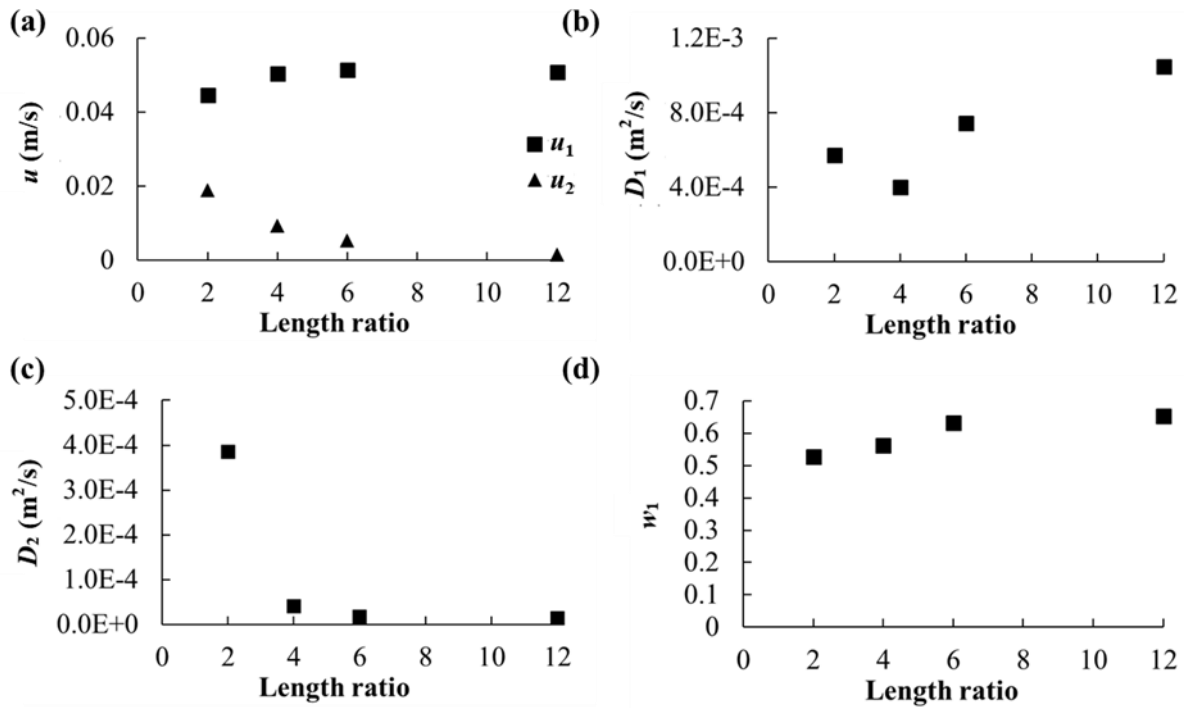 (a)
0.06
0.04
0.02
0
u (m/s)
u1
u2
0 2 4 6 8 10 12
Length ratio
(b)
1.2E-3
8.0E-4
4.0E-4
0.0E+0
D1 (m2/s)
0 2 4 6 8 10 12
Length ratio
(c)
5.0E-4
4.0E-4
3.0E-4
2.0E-4
1.0E-4
0.0E+0
D2 (m2/s)
0 2 4 6 8 10 12
Length ratio
(d)
0.7
0.6
0.5
0.4
0.3
0.2
0.1
0
w1
0 2 4 6 8 10 12
Length ratio